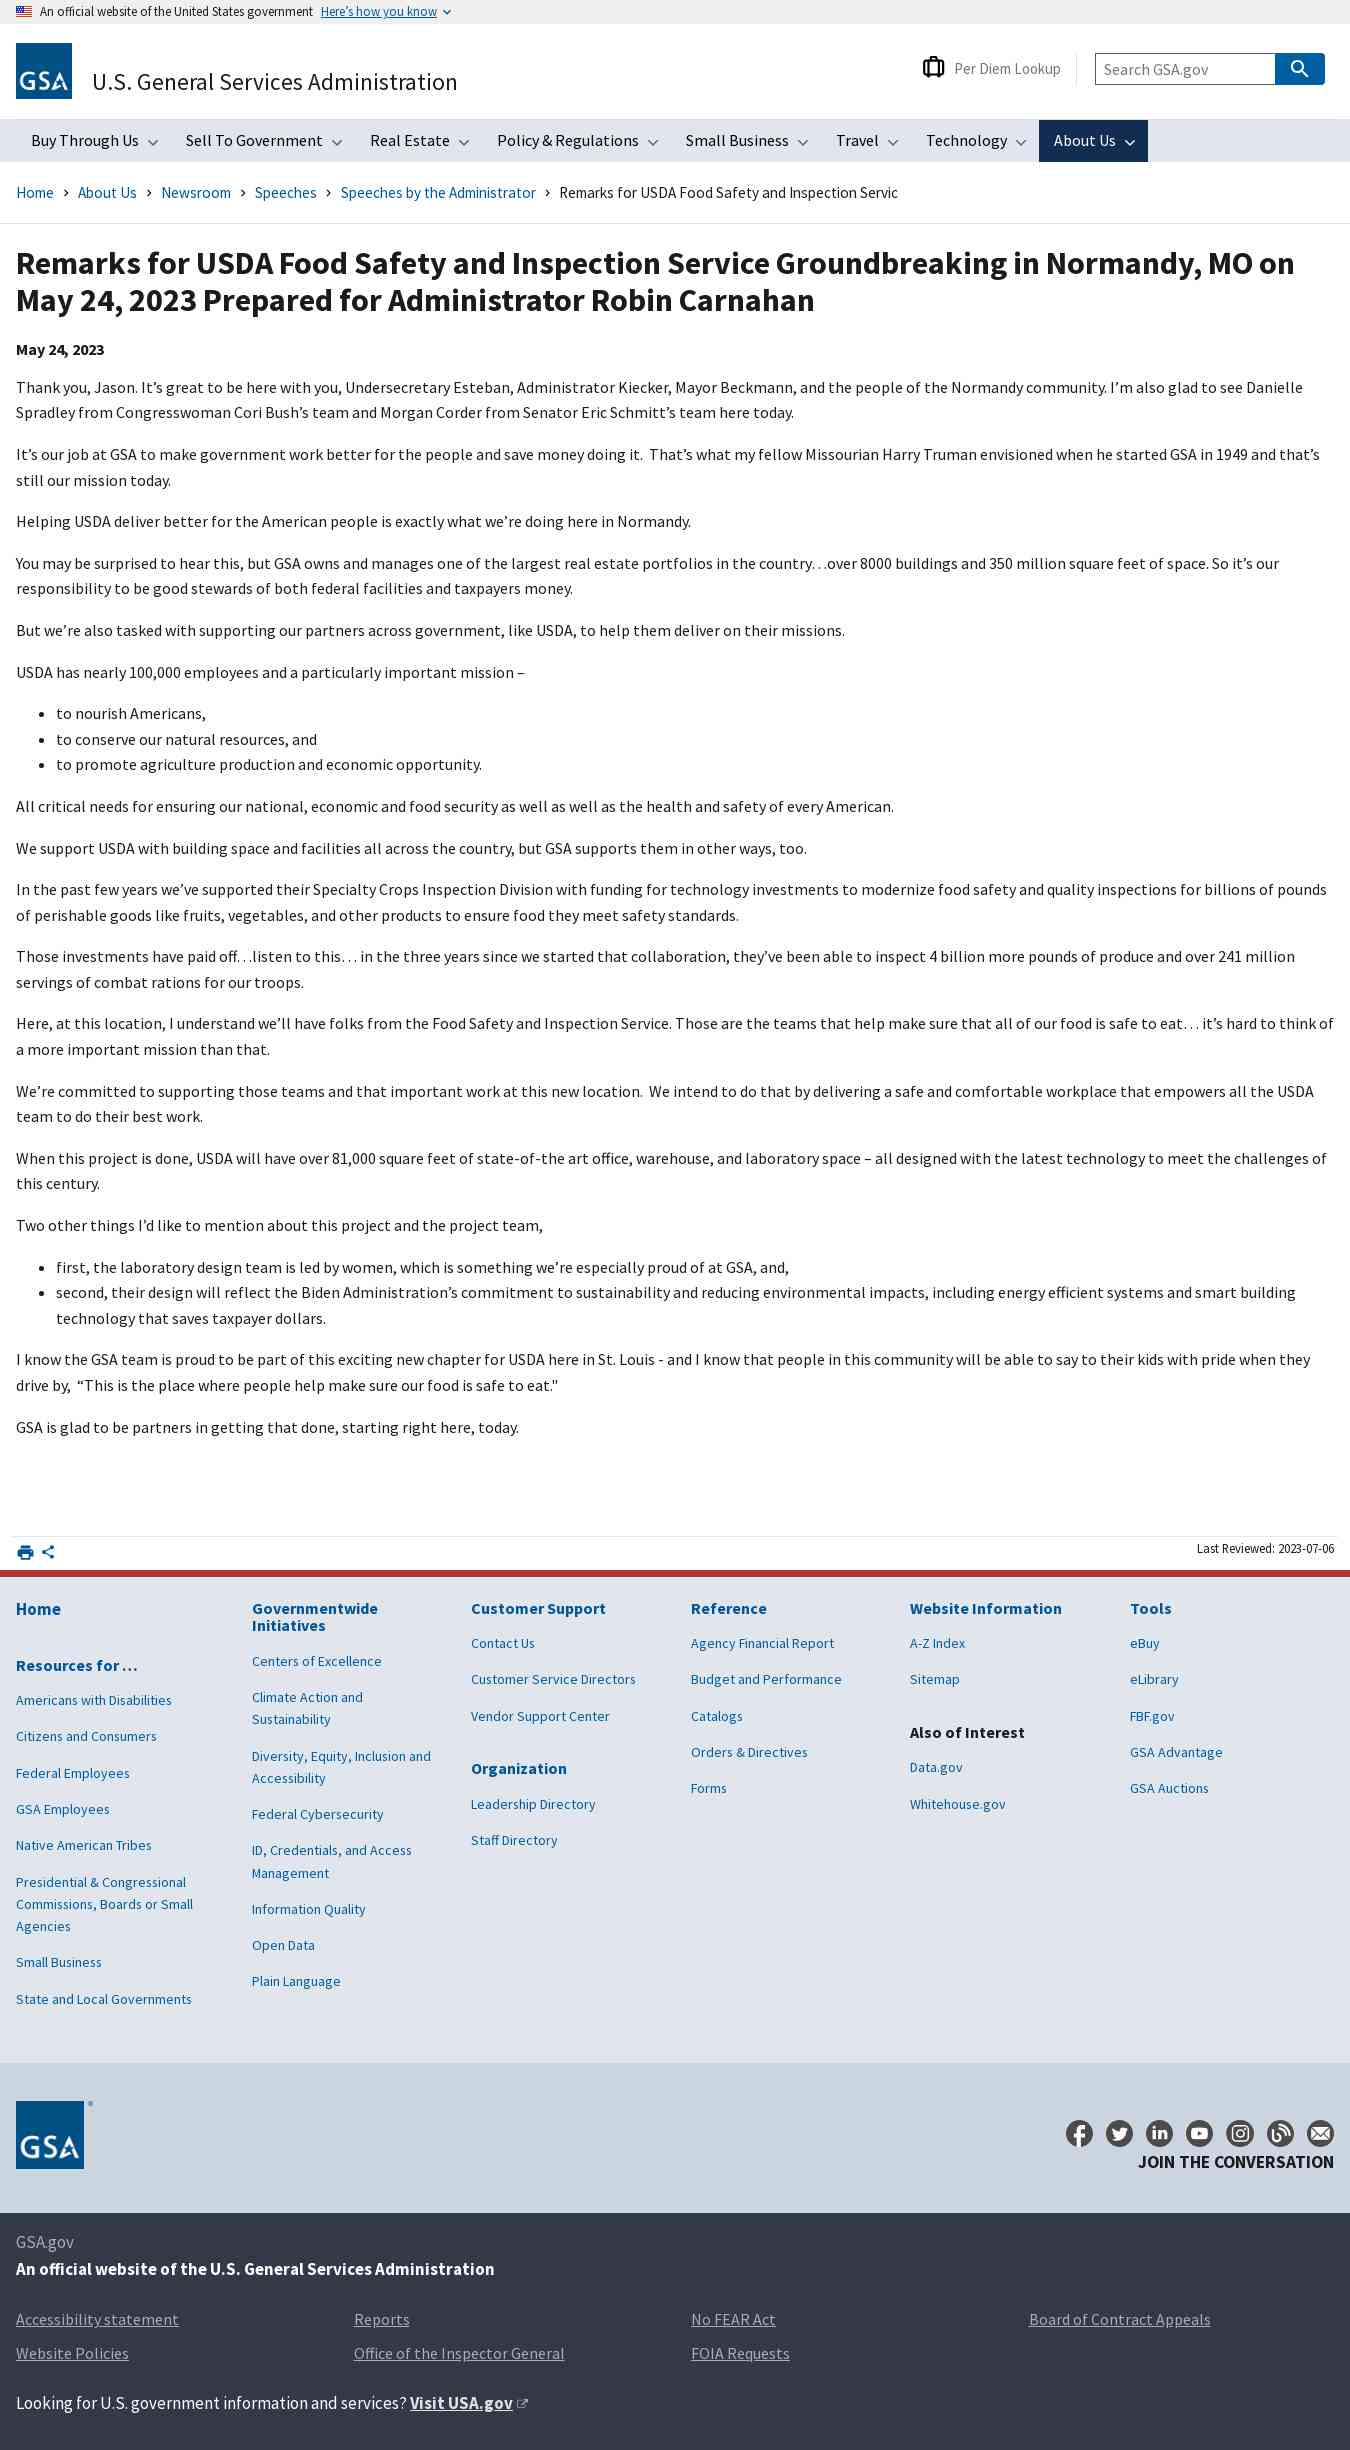 An official website of the United States government Here’s how you know
GSA
U.S. General Services Administration
Per Diem Lookup
Search GSA.gov
Buy Through Us Sell To Government Real Estate Policy & Regulations Small Business Travel Technology About Us
Home › About Us › Newsroom › Speeches › Speeches by the Administrator › Remarks for USDA Food Safety and Inspection Servic
Remarks for USDA Food Safety and Inspection Service Groundbreaking in Normandy, MO on
May 24, 2023 Prepared for Administrator Robin Carnahan
May 24, 2023
Thank you, Jason. It’s great to be here with you, Undersecretary Esteban, Administrator Kiecker, Mayor Beckmann, and the people of the Normandy community. I’m also glad to see Danielle
Spradley from Congresswoman Cori Bush’s team and Morgan Corder from Senator Eric Schmitt’s team here today.
It’s our job at GSA to make government work better for the people and save money doing it. That’s what my fellow Missourian Harry Truman envisioned when he started GSA in 1949 and that’s
still our mission today.
Helping USDA deliver better for the American people is exactly what we’re doing here in Normandy.
You may be surprised to hear this, but GSA owns and manages one of the largest real estate portfolios in the country…over 8000 buildings and 350 million square feet of space. So it’s our
responsibility to be good stewards of both federal facilities and taxpayers money.
But we’re also tasked with supporting our partners across government, like USDA, to help them deliver on their missions.
USDA has nearly 100,000 employees and a particularly important mission –
• to nourish Americans,
• to conserve our natural resources, and
• to promote agriculture production and economic opportunity.
All critical needs for ensuring our national, economic and food security as well as well as the health and safety of every American.
We support USDA with building space and facilities all across the country, but GSA supports them in other ways, too.
In the past few years we’ve supported their Specialty Crops Inspection Division with funding for technology investments to modernize food safety and quality inspections for billions of pounds
of perishable goods like fruits, vegetables, and other products to ensure food they meet safety standards.
Those investments have paid off…listen to this… in the three years since we started that collaboration, they’ve been able to inspect 4 billion more pounds of produce and over 241 million
servings of combat rations for our troops.
Here, at this location, I understand we’ll have folks from the Food Safety and Inspection Service. Those are the teams that help make sure that all of our food is safe to eat… it’s hard to think of
a more important mission than that.
We’re committed to supporting those teams and that important work at this new location. We intend to do that by delivering a safe and comfortable workplace that empowers all the USDA
team to do their best work.
When this project is done, USDA will have over 81,000 square feet of state-of-the art office, warehouse, and laboratory space – all designed with the latest technology to meet the challenges of
this century.
Two other things I’d like to mention about this project and the project team,
• first, the laboratory design team is led by women, which is something we’re especially proud of at GSA, and,
• second, their design will reflect the Biden Administration’s commitment to sustainability and reducing environmental impacts, including energy efficient systems and smart building
technology that saves taxpayer dollars.
I know the GSA team is proud to be part of this exciting new chapter for USDA here in St. Louis - and I know that people in this community will be able to say to their kids with pride when they
drive by, “This is the place where people help make sure our food is safe to eat."
GSA is glad to be partners in getting that done, starting right here, today.
Last Reviewed: 2023-07-06
Home
Resources for …
Americans with Disabilities
Citizens and Consumers
Federal Employees
GSA Employees
Native American Tribes
Presidential & Congressional
Commissions, Boards or Small
Agencies
Small Business
State and Local Governments
Governmentwide
Initiatives
Centers of Excellence
Climate Action and
Sustainability
Diversity, Equity, Inclusion and
Accessibility
Federal Cybersecurity
ID, Credentials, and Access
Management
Information Quality
Open Data
Plain Language
Customer Support
Contact Us
Customer Service Directors
Vendor Support Center
Organization
Leadership Directory
Staff Directory
Reference
Agency Financial Report
Budget and Performance
Catalogs
Orders & Directives
Forms
Website Information
A-Z Index
Sitemap
Also of Interest
Data.gov
Whitehouse.gov
Tools
eBuy
eLibrary
FBF.gov
GSA Advantage
GSA Auctions
GSA
JOIN THE CONVERSATION
GSA.gov
An official website of the U.S. General Services Administration
Accessibility statement Reports No FEAR Act Board of Contract Appeals
Website Policies Office of the Inspector General FOIA Requests
Looking for U.S. government information and services? Visit USA.gov